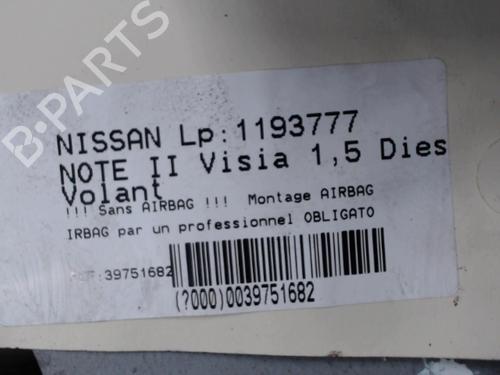 B-PARTS
NISSAN Lp:1193777
NOTE II Visia 1,5 Dies
Volant
!!! Sans AIRBAG !!! Montage AIRBAG
IRBAG par un professionnel OBLIGATO
39751682
(?000)0039751682